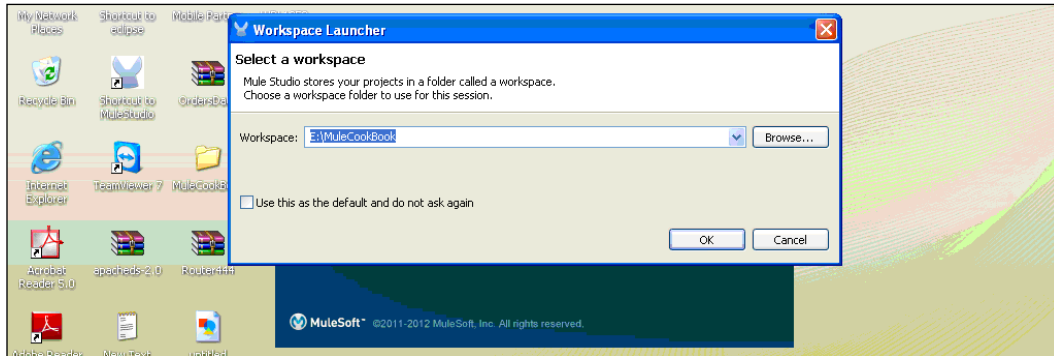 My Network
Places
Shortcut to
eclipse
Mobile
Workspace Launcher
Select a workspace
Mule Studio stores your projects in a folder called a workspace.
Choose a workspace folder to use for this session.
Recycle Bin
Shortcut to
MuleStudio
Workspace:
E:\MuleCookBook
Browse...
Internet
Explorer
TeamViewer 7
Use this as the default and do not ask again
OK
Cancel
Acrobat
Reader 5.0
apacheds-2.0
Router444
MuleSoft ©2011-2012 MuleSoft, Inc. All rights reserved.
Adobe Reader
New Text
untitled